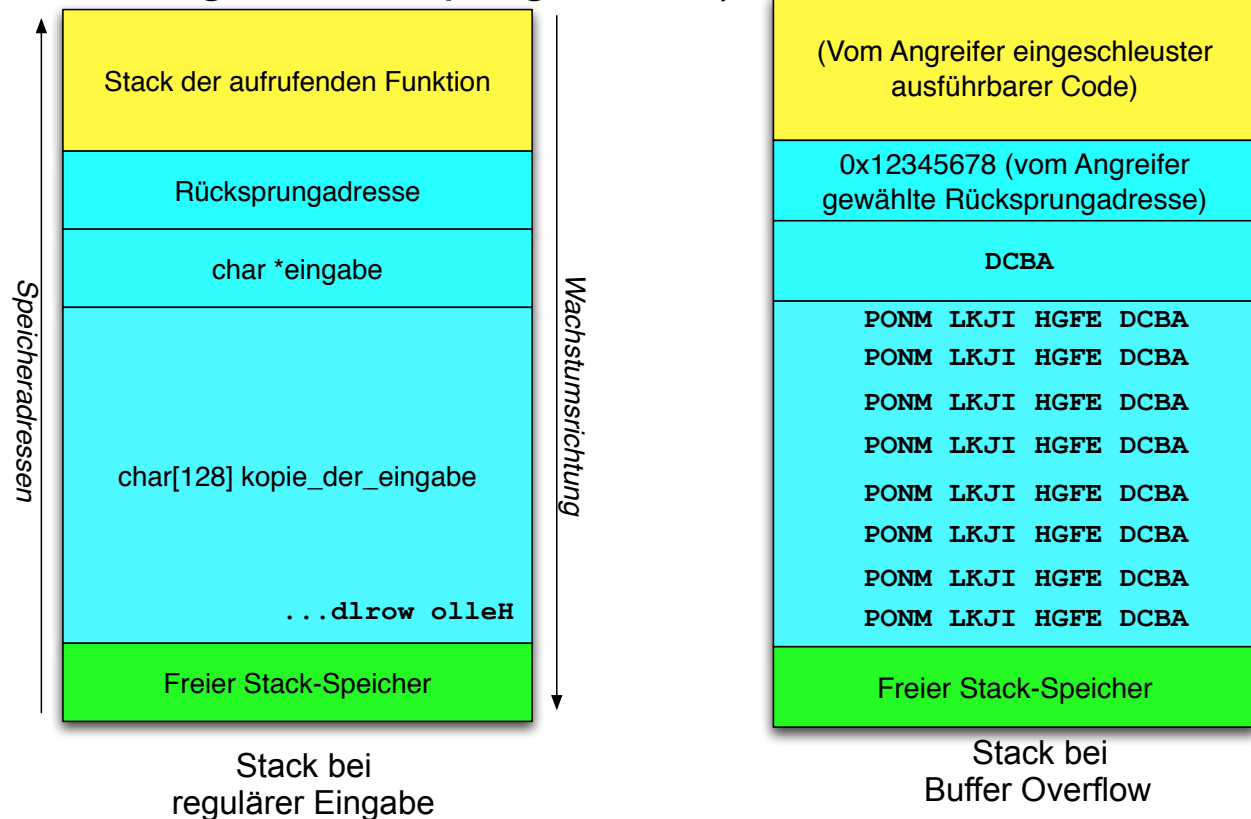 Stack der aufrufenden Funktion
Rücksprungadresse
char *eingabe
char[128] kopie_der_eingabe
...dlrow olleH
Freier Stack-Speicher
Speicheradressen
Wachstumsrichtung
Stack bei
regulärer Eingabe
(Vom Angreifer eingeschleuster
ausführbarer Code)
0x12345678 (vom Angreifer
gewählte Rücksprungadresse)
DCBA
PONM LKJI HGFE DCBA
PONM LKJI HGFE DCBA
PONM LKJI HGFE DCBA
PONM LKJI HGFE DCBA
PONM LKJI HGFE DCBA
PONM LKJI HGFE DCBA
PONM LKJI HGFE DCBA
PONM LKJI HGFE DCBA
Freier Stack-Speicher
Stack bei
Buffer Overflow